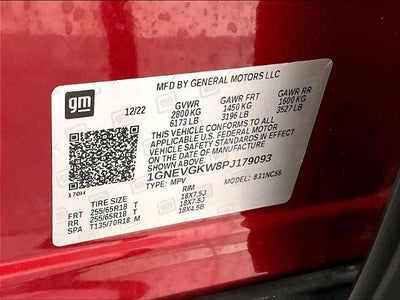 gm
MFD BY GENERAL MOTORS LLC
12/22 GVWR GAWR FRT GAWR RR
2800 KG 1450 KG 1600 KG
6173 LB 3196 LB 3527 LB
THIS VEHICLE CONFORMS TO ALL
APPLICABLE U.S. FEDERAL MOTOR
VEHICLE SAFETY STANDARDS IN EFFECT
ON THE DATE OF MANUFACTURE
SHOWN ABOVE.
1GNEVGKW8PJ179093
170H TYPE: MPV MODEL: 831NC56
TIRE SIZE RIM
FRT 255/65R18 T 18X7.5J
RR 255/65R18 T 18X7.5J
SPA T135/70R18 M 18X4.5B